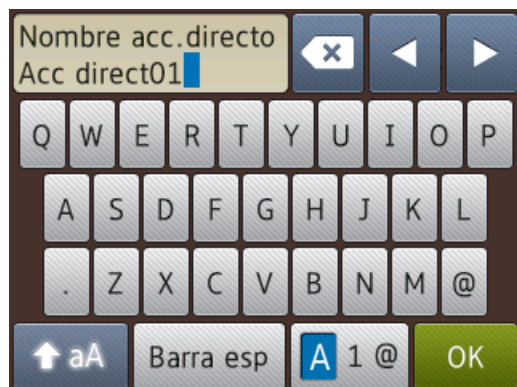 Nombre acc.directo
Acc direct01
Q W E R T Y U I O P
A S D F G H J K L
. Z X C V B N M @
aA Barra esp A 1 @ OK